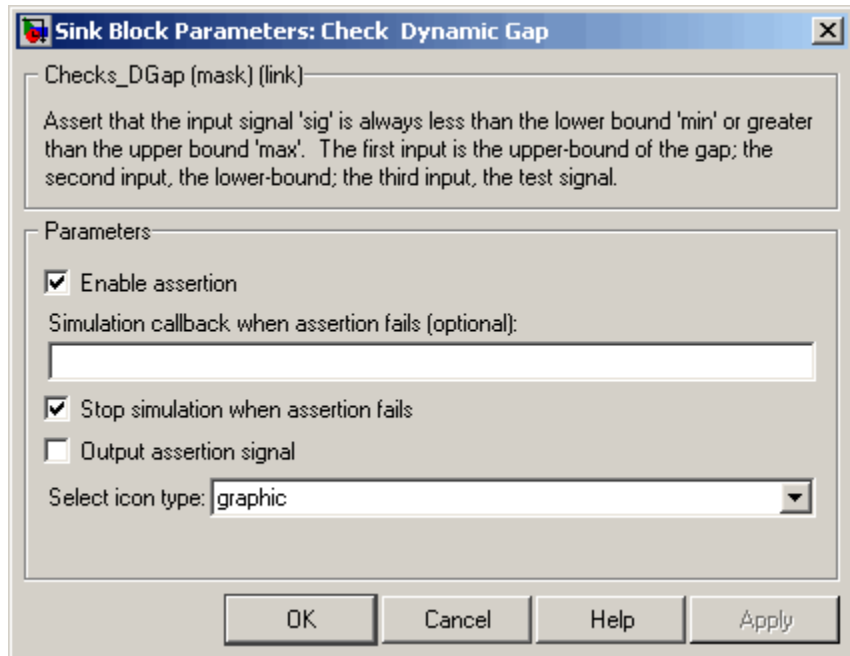 Sink Block Parameters: Check Dynamic Gap
Checks_DGap (mask) (link)
Assert that the input signal 'sig' is always less than the lower bound 'min' or greater
than the upper bound 'max'. The first input is the upper-bound of the gap; the
second input, the lower-bound; the third input, the test signal.
Parameters
Enable assertion
Simulation callback when assertion fails (optional):
Stop simulation when assertion fails
Output assertion signal
Select icon type: graphic
OK Cancel Help Apply